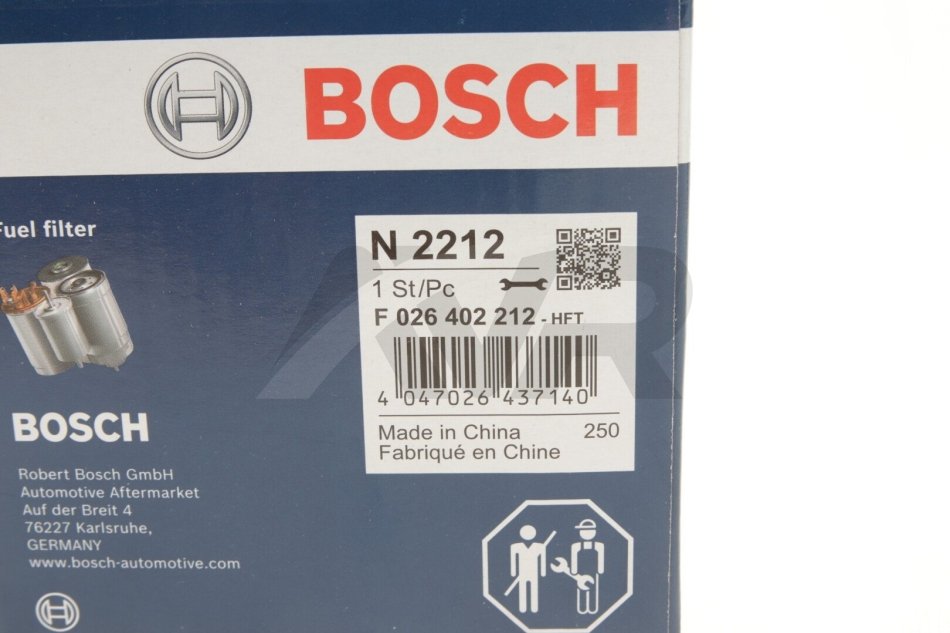 BOSCH
Fuel filter
N 2212
1 St/Pc
F 026 402 212 - HFT
4 047026 437140
Made in China 250
Fabriqué en Chine
BOSCH
Robert Bosch GmbH
Automotive Aftermarket
Auf der Breit 4
76227 Karlsruhe,
GERMANY
www.bosch-automotive.com